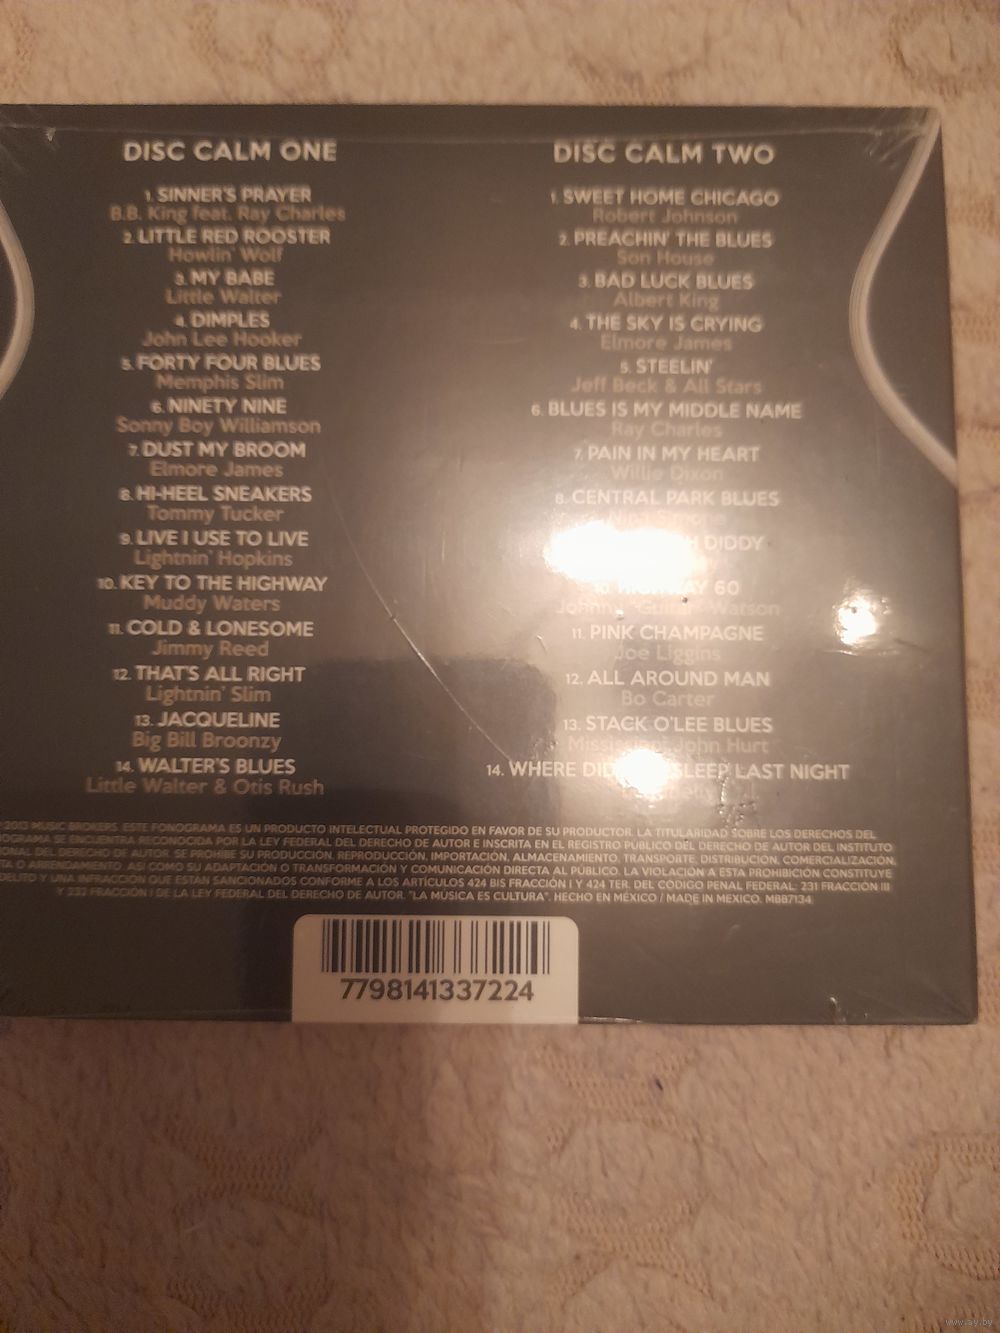 DISC CALM ONE
1. SINNER'S PRAYER
B.B. King feat. Ray Charles
2. LITTLE RED ROOSTER
Howlin' Wolf
3. MY BABE
Little Walter
4. DIMPLES
John Lee Hooker
5. FORTY FOUR BLUES
Memphis Slim
6. NINETY NINE
Sonny Boy Williamson
7. DUST MY BROOM
Elmore James
8. HI-HEEL SNEAKERS
Tommy Tucker
9. LIVE I USE TO LIVE
Lightnin' Hopkins
10. KEY TO THE HIGHWAY
Muddy Waters
11. COLD & LONESOME
Jimmy Reed
12. THAT'S ALL RIGHT
Lightnin' Slim
13. JACQUELINE
Big Bill Broonzy
14. WALTER'S BLUES
Little Walter & Otis Rush
DISC CALM TWO
1. SWEET HOME CHICAGO
Robert Johnson
2. PREACHIN' THE BLUES
Son House
3. BAD LUCK BLUES
Albert King
4. THE SKY IS CRYING
Elmore James
5. STEELIN'
Jeff Beck & All Stars
6. BLUES IS MY MIDDLE NAME
Ray Charles
7. PAIN IN MY HEART
Willie Dixon
8. CENTRAL PARK BLUES
DIDDY
60
Watson
11. PINK CHAMPAGNE
Joe Liggins
12. ALL AROUND MAN
Bo Carter
13. STACK O'LEE BLUES
John Hurt
14. WHERE LAST NIGHT
MUSIC BROKERS. ESTE FONOGRAMA ES UN PRODUCTO INTELECTUAL PROTEGIDO EN FAVOR DE SU PRODUCTOR. LA TITULARIDAD SOBRE LOS DERECHOS DEL
SE ENCUENTRA RECONOCIDA POR LA LEY FEDERAL DEL DERECHO DE AUTOR E INSCRITA EN EL REGISTRO PÚBLICO DEL DERECHO DE AUTOR DEL INSTITUTO
DEL DERECHO DE AUTOR. SE PROHIBE SU PRODUCCIÓN, REPRODUCCIÓN, IMPORTACIÓN, ALMACENAMIENTO, TRANSPORTE, DISTRIBUCIÓN, COMERCIALIZACIÓN,
O ARRENDAMIENTO, ASÍ COMO SU ADAPTACIÓN O TRANSFORMACIÓN Y COMUNICACIÓN DIRECTA AL PÚBLICO. LA VIOLACIÓN A ESTA PROHIBICIÓN CONSTITUYE
DELITO Y UNA INFRACCIÓN QUE ESTÁN SANCIONADOS CONFORME A LOS ARTÍCULOS 424 BIS FRACCIÓN I Y 424 TER. DEL CÓDIGO PENAL FEDERAL: 231 FRACCIÓN III
Y 232 FRACCIÓN I DE LA LEY FEDERAL DEL DERECHO DE AUTOR. "LA MÚSICA ES CULTURA". HECHO EN MÉXICO / MADE IN MEXICO. MBB7134.
7798141337224
www.ay.by